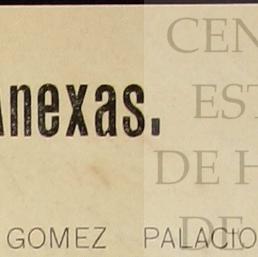 CEN
Anexas.
EST
DE H
GOMEZ PALACIO
DE